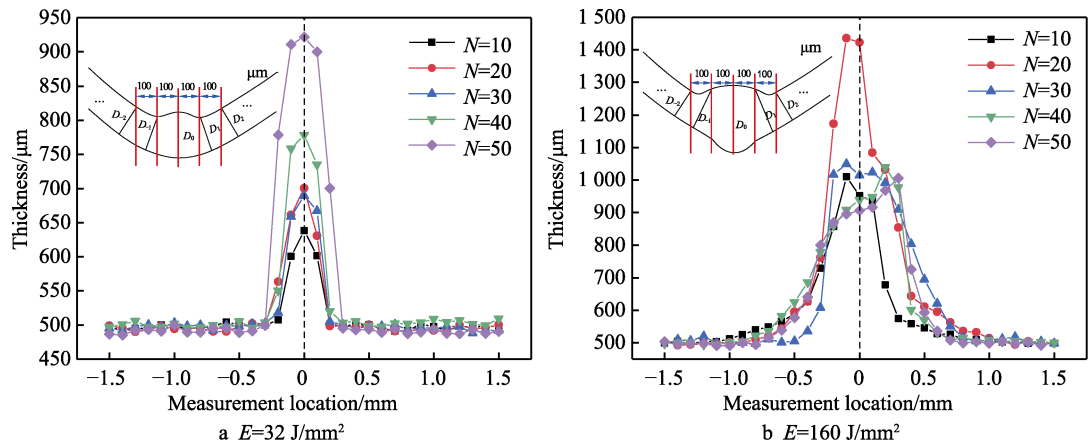 950
900
850
800
750
700
650
600
550
500
450
Thickness/μm
−1.5 −1.0 −0.5 0.0 0.5 1.0 1.5
Measurement location/mm
N=10
N=20
N=30
N=40
N=50
μm
100 100 100 100
... D-2 D-1 D0 D1 D2 ...
a E=32 J/mm²
1 500
1 400
1 300
1 200
1 100
1 000
900
800
700
600
500
Thickness/μm
−1.5 −1.0 −0.5 0 0.5 1.0 1.5
Measurement location/mm
N=10
N=20
N=30
N=40
N=50
μm
100 100 100 100
... D-2 D-1 D0 D1 D2 ...
b E=160 J/mm²